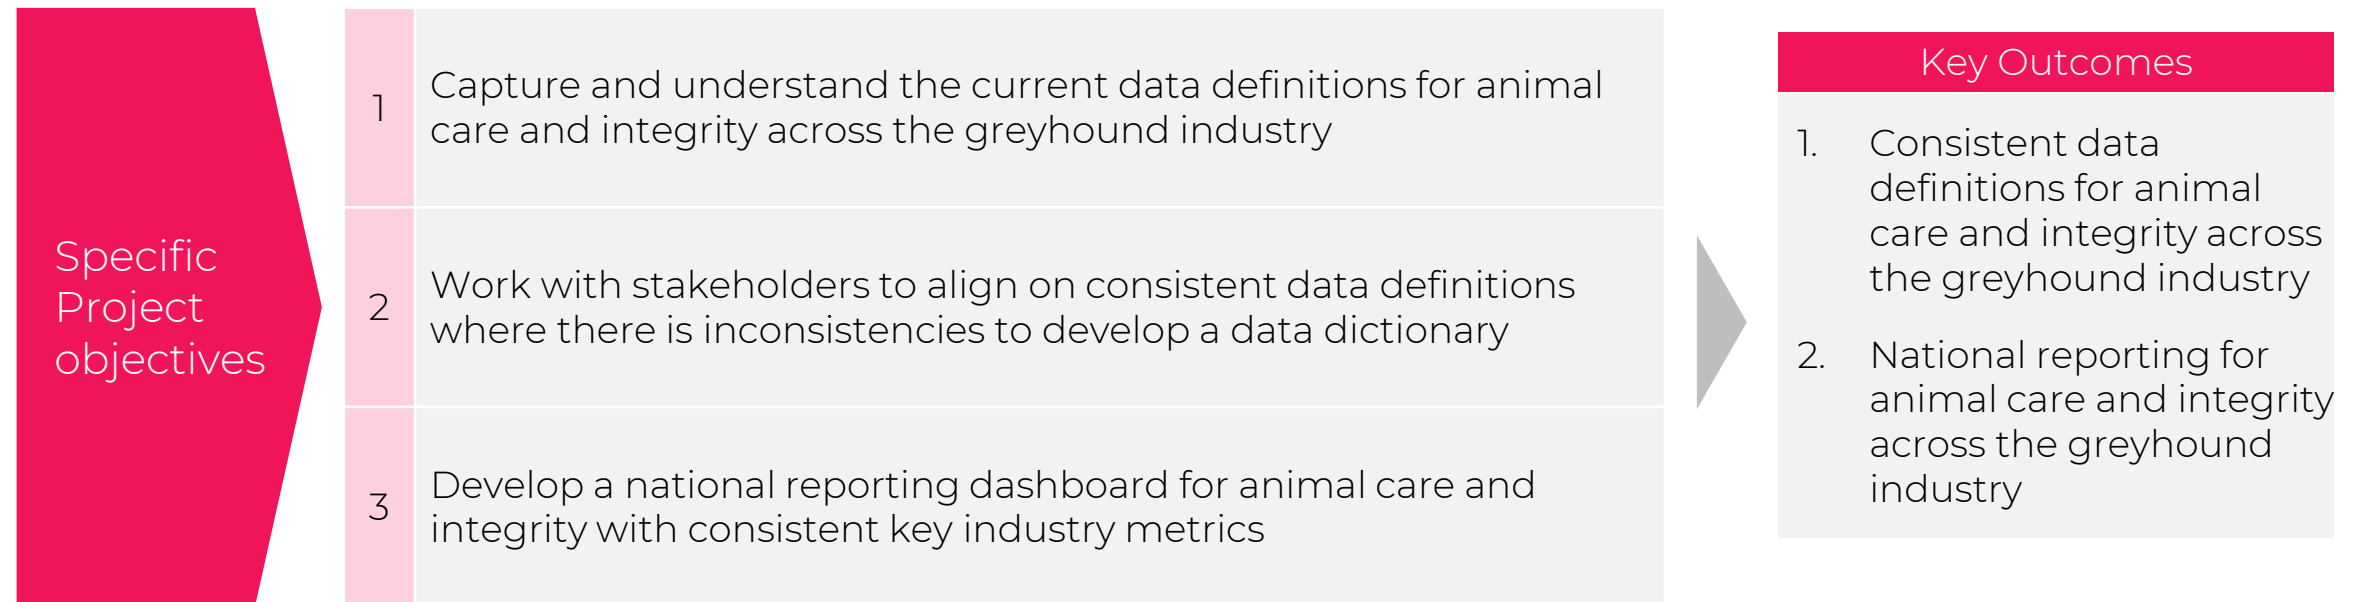 Specific
Project
objectives
1
Capture and understand the current data definitions for animal
care and integrity across the greyhound industry
2
Work with stakeholders to align on consistent data definitions
where there is inconsistencies to develop a data dictionary
3
Develop a national reporting dashboard for animal care and
integrity with consistent key industry metrics
Key Outcomes
1. Consistent data
definitions for animal
care and integrity across
the greyhound industry
2. National reporting for
animal care and integrity
across the greyhound
industry